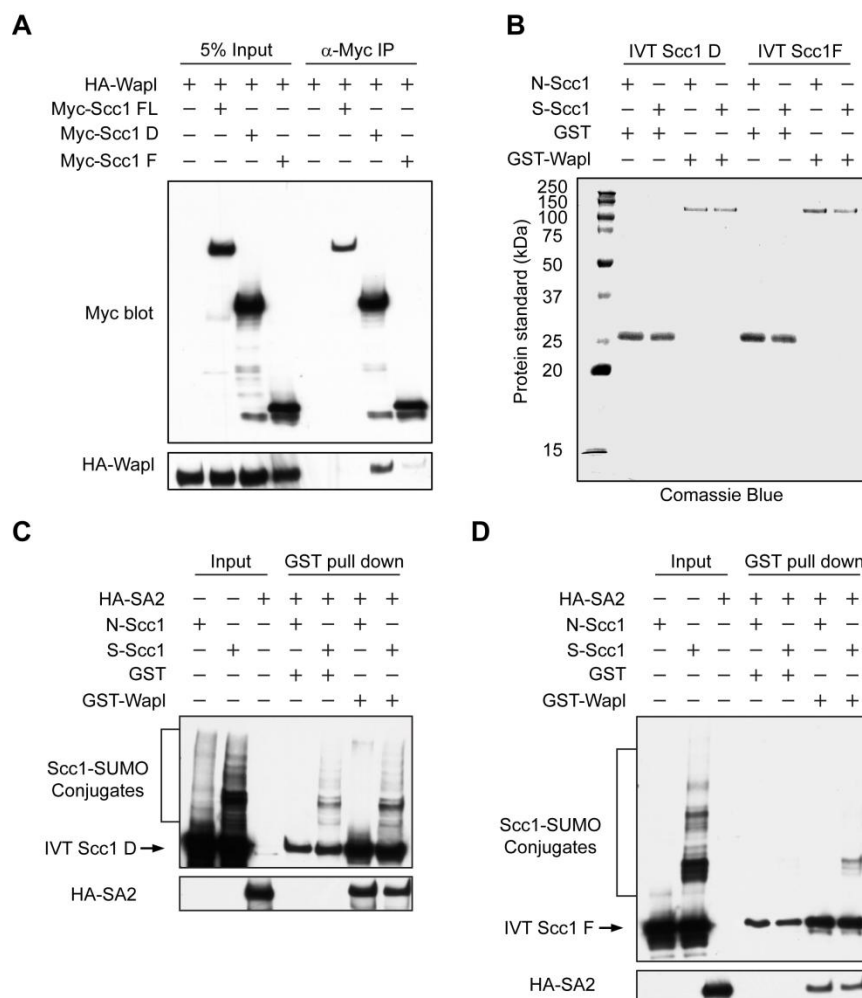 A
5% Input α-Myc IP
HA-Wapl + + + + + + + +
Myc-Scc1 FL – + – – – + – –
Myc-Scc1 D – – + – – – + –
Myc-Scc1 F – – – + – – – +
Myc blot
HA-Wapl
B
IVT Scc1 D IVT Scc1F
N-Scc1 + – + – + – + –
S-Scc1 – + – + – + – +
GST + + – – + + – –
GST-Wapl – – + + – – + +
Protein standard (kDa)
250
150
100
75
50
37
25
20
15
Comassie Blue
C
Input GST pull down
HA-SA2 – – + + + + +
N-Scc1 + – – + – + –
S-Scc1 – + – – + – +
GST – – – + + – –
GST-Wapl – – – – – + +
Scc1-SUMO
Conjugates
IVT Scc1 D
HA-SA2
D
Input GST pull down
HA-SA2 – – + + + + +
N-Scc1 + – – + – + –
S-Scc1 – + – – + – +
GST – – – + + – –
GST-Wapl – – – – – + +
Scc1-SUMO
Conjugates
IVT Scc1 F
HA-SA2